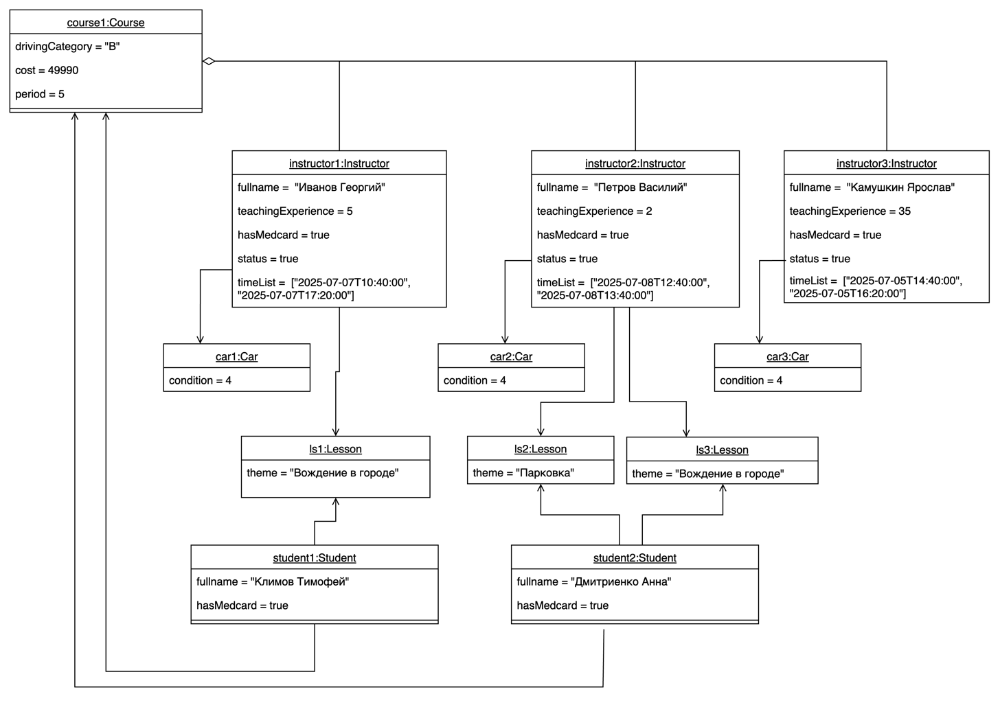 course1:Course
drivingCategory = "B"
cost = 49990
period = 5
instructor1:Instructor
fullname =  "Иванов Георгий"
teachingExperience = 5
hasMedcard = true
status = true
timeList =  ["2025-07-07T10:40:00",
"2025-07-07T17:20:00"]
instructor2:Instructor
fullname =  "Петров Василий"
teachingExperience = 2
hasMedcard = true
status = true
timeList =  ["2025-07-08T12:40:00",
"2025-07-08T13:40:00"]
instructor3:Instructor
fullname =  "Камушкин Ярослав"
teachingExperience = 35
hasMedcard = true
status = true
timeList =  ["2025-07-05T14:40:00",
"2025-07-05T16:20:00"]
car1:Car
condition = 4
car2:Car
condition = 4
car3:Car
condition = 4
ls1:Lesson
theme = "Вождение в городе"
ls2:Lesson
theme = "Парковка"
ls3:Lesson
theme = "Вождение в городе"
student1:Student
fullname = "Климов Тимофей"
hasMedcard = true
student2:Student
fullname = "Дмитриенко Анна"
hasMedcard = true